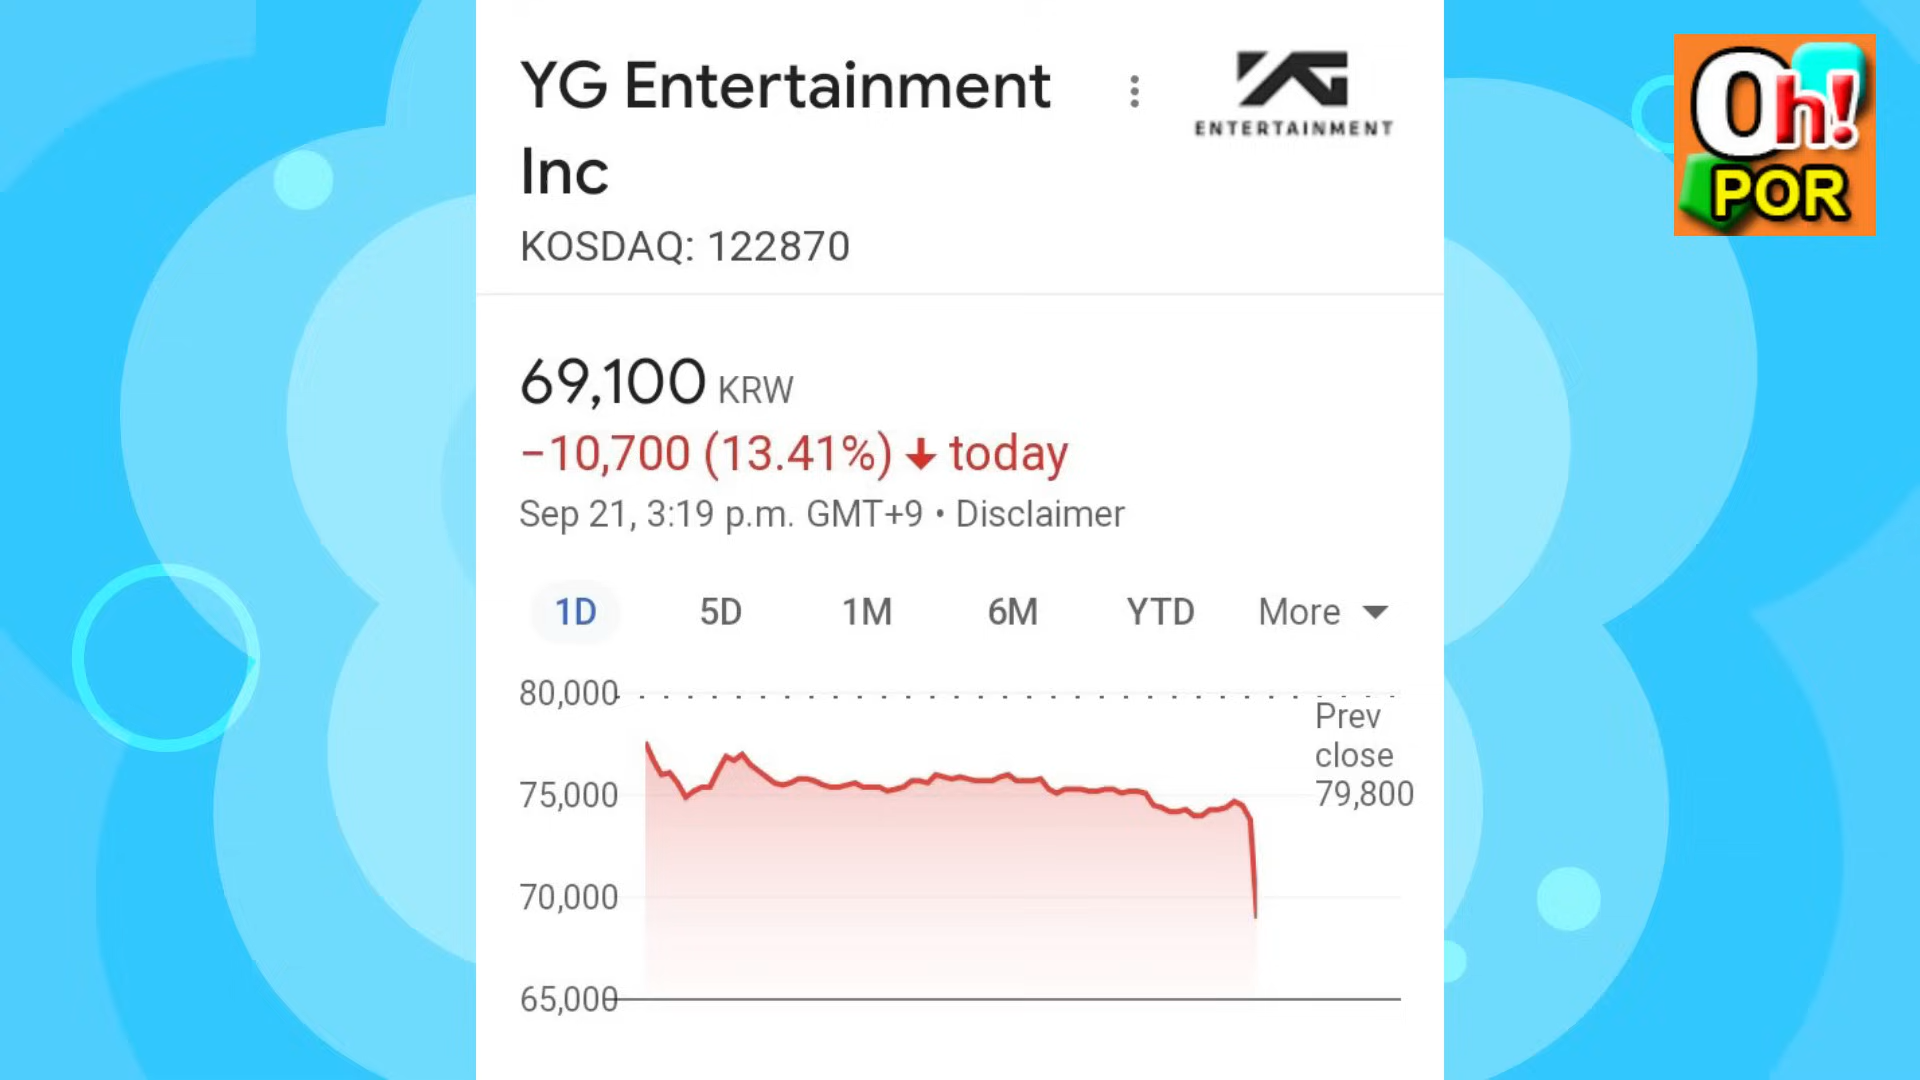 YG Entertainment
Inc
YG
ENTERTAINMENT
KOSDAQ: 122870
Oh!
POR
69,100 KRW
−10,700 (13.41%) ↓ today
Sep 21, 3:19 p.m. GMT+9 • Disclaimer
1D 5D 1M 6M YTD More
80,000
Prev
close
79,800
75,000
70,000
65,000